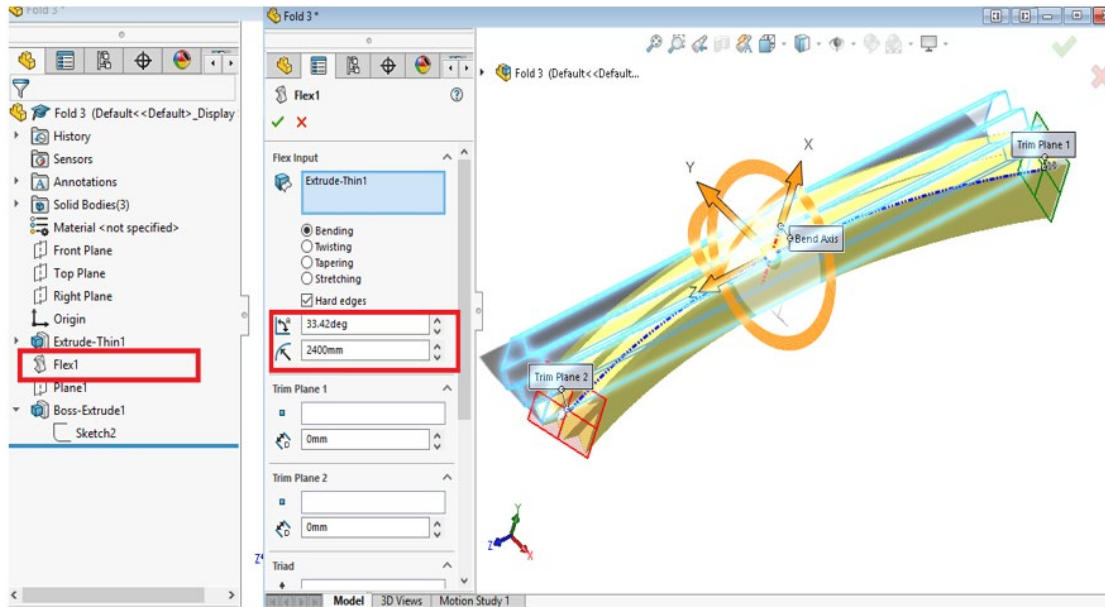 Fold 3 *
Fold 3 (Default<<Default>_Display
History
Sensors
Annotations
Solid Bodies(3)
Material <not specified>
Front Plane
Top Plane
Right Plane
Origin
Extrude-Thin1
Flex1
Plane1
Boss-Extrude1
Sketch2
Fold 3 *
Flex1
Flex Input
Extrude-Thin1
Bending
Twisting
Tapering
Stretching
Hard edges
33.42deg
2400mm
Trim Plane 1
0mm
Trim Plane 2
0mm
Triad
Model 3D Views Motion Study 1
Fold 3 (Default<<Default...
Trim Plane 1
X
Y
Bend Axis
Z
Trim Plane 2
Y
Z
X
Z